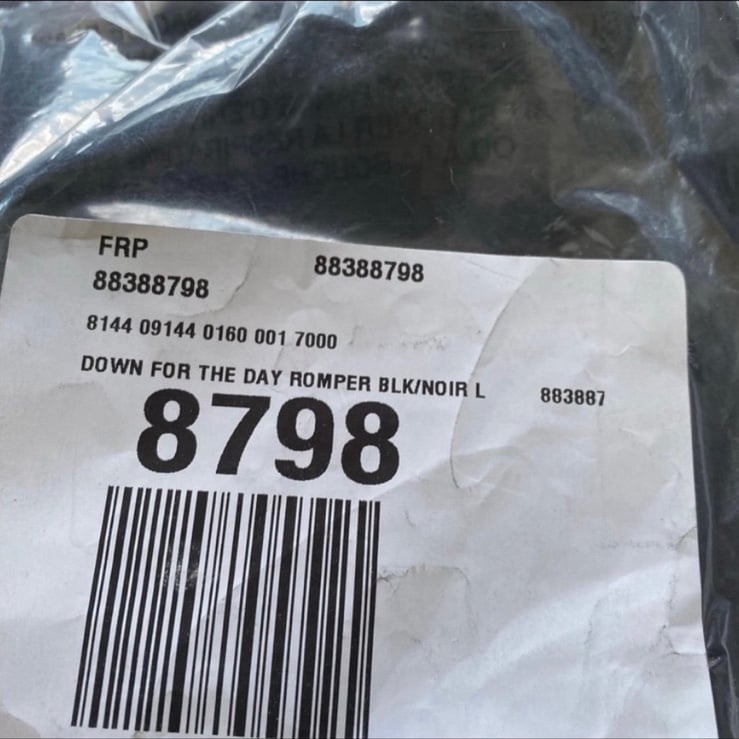 FRP
88388798
88388798
8144 09144 0160 001 7000
DOWN FOR THE DAY ROMPER BLK/NOIR L
883887
8798